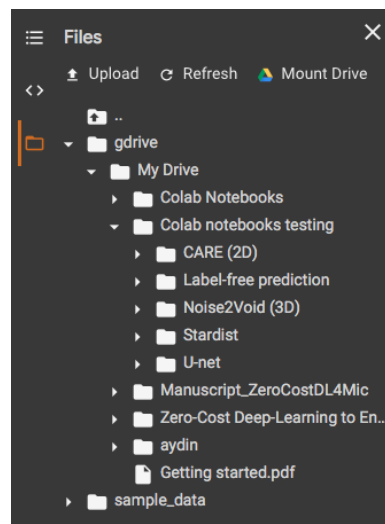 Files
Upload Refresh Mount Drive
..
gdrive
My Drive
Colab Notebooks
Colab notebooks testing
CARE (2D)
Label-free prediction
Noise2Void (3D)
Stardist
U-net
Manuscript_ZeroCostDL4Mic
Zero-Cost Deep-Learning to En..
aydin
Getting started.pdf
sample_data